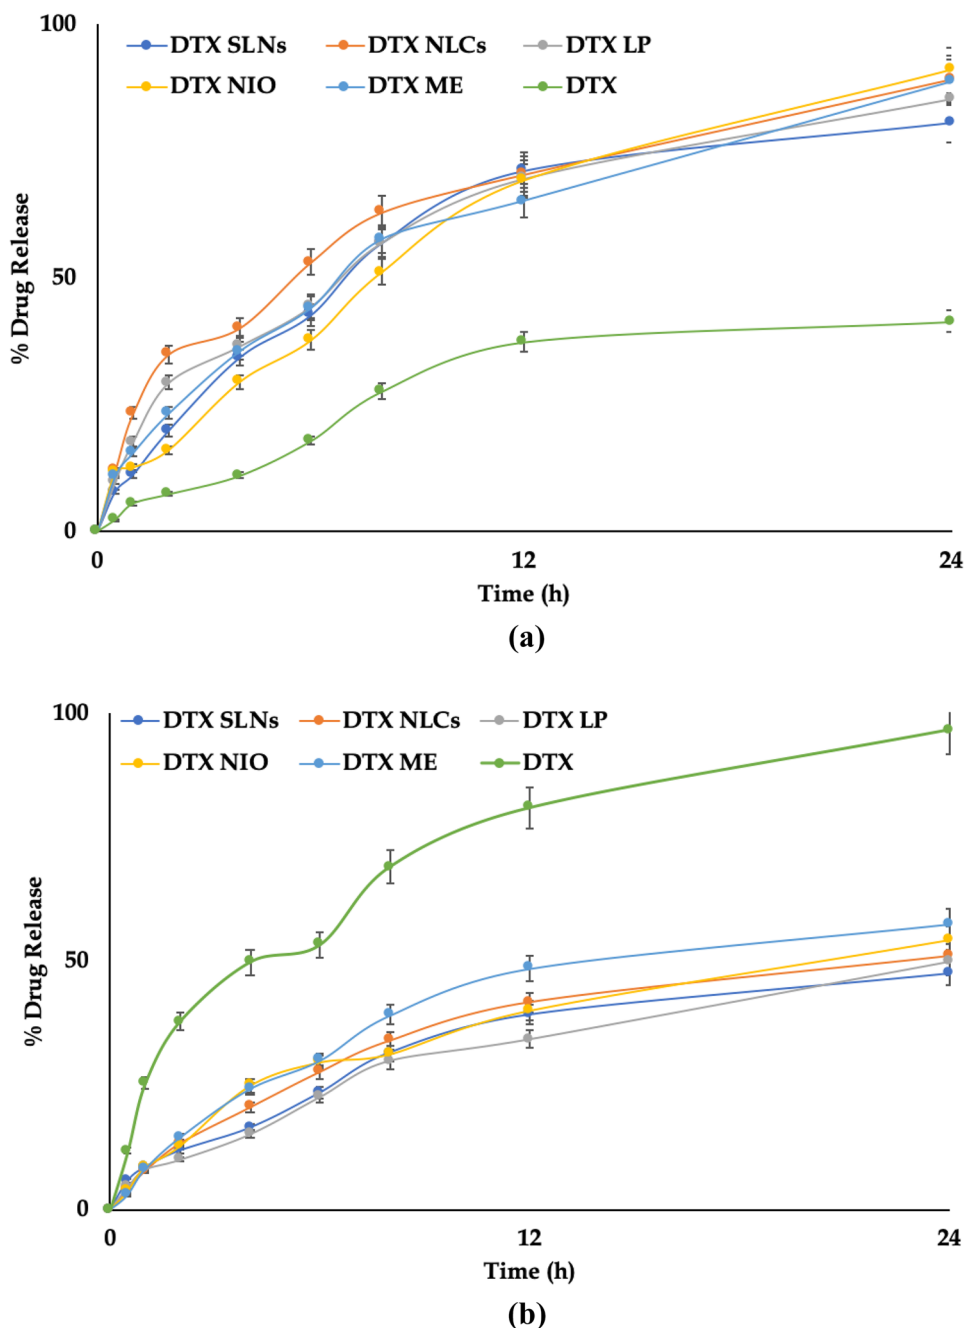 100
DTX SLNs DTX NLCs DTX LP
DTX NIO DTX ME DTX
% Drug Release
50
0
0 12 24
Time (h)
(a)
100
DTX SLNs DTX NLCs DTX LP
DTX NIO DTX ME DTX
% Drug Release
50
0
0 12 24
Time (h)
(b)